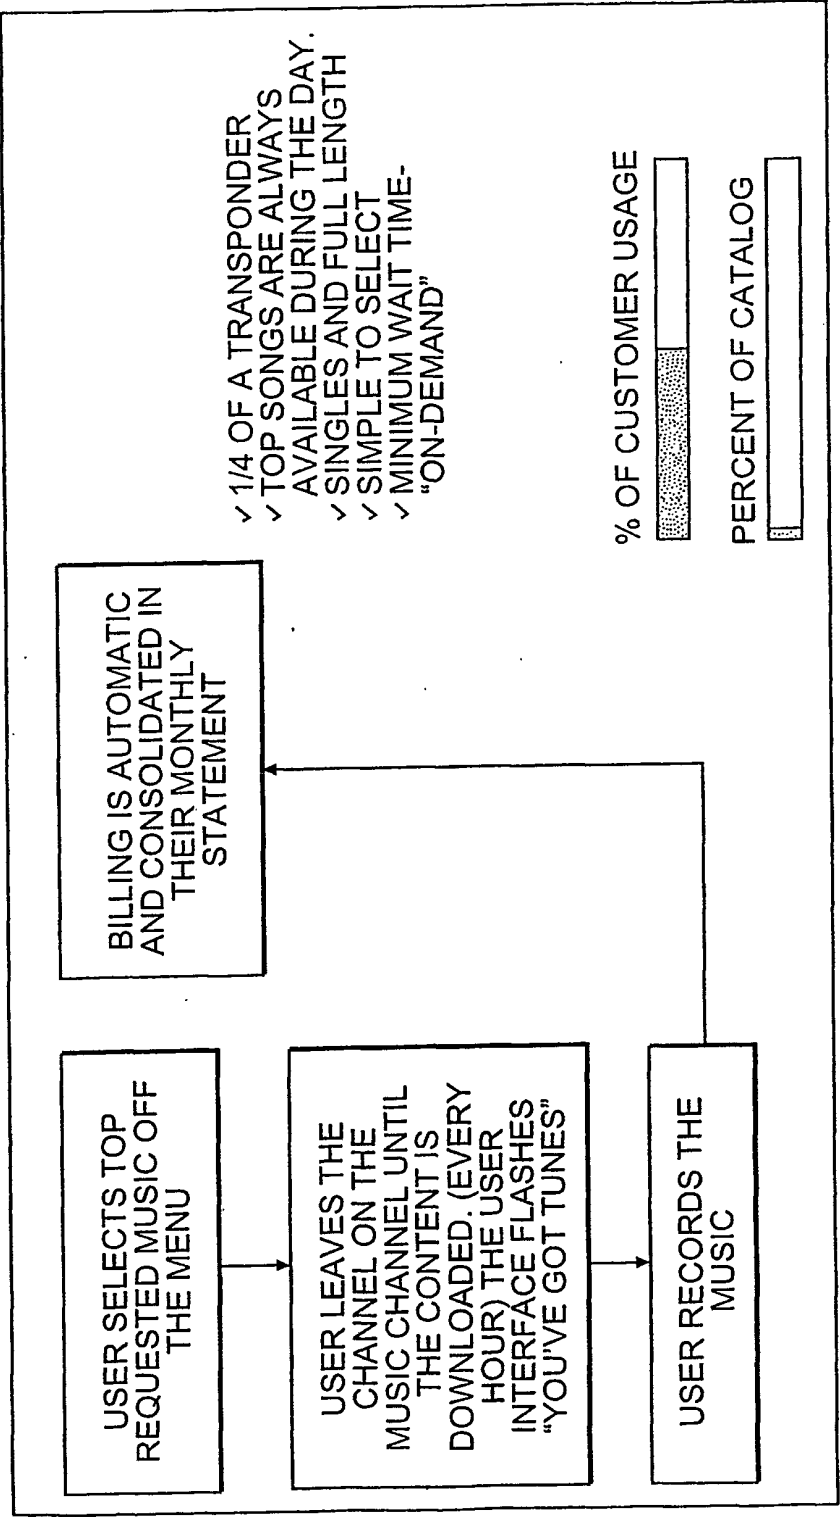 USER SELECTS TOP
REQUESTED MUSIC OFF
THE MENU
USER LEAVES THE
CHANNEL ON THE
MUSIC CHANNEL UNTIL
THE CONTENT IS
DOWNLOADED. (EVERY
HOUR) THE USER
INTERFACE FLASHES
“YOU'VE GOT TUNES”
USER RECORDS THE
MUSIC
BILLING IS AUTOMATIC
AND CONSOLIDATED IN
THEIR MONTHLY
STATEMENT
✓ 1/4 OF A TRANSPONDER
✓ TOP SONGS ARE ALWAYS
AVAILABLE DURING THE DAY.
✓ SINGLES AND FULL LENGTH
✓ SIMPLE TO SELECT
✓ MINIMUM WAIT TIME-
“ON-DEMAND”
% OF CUSTOMER USAGE
PERCENT OF CATALOG